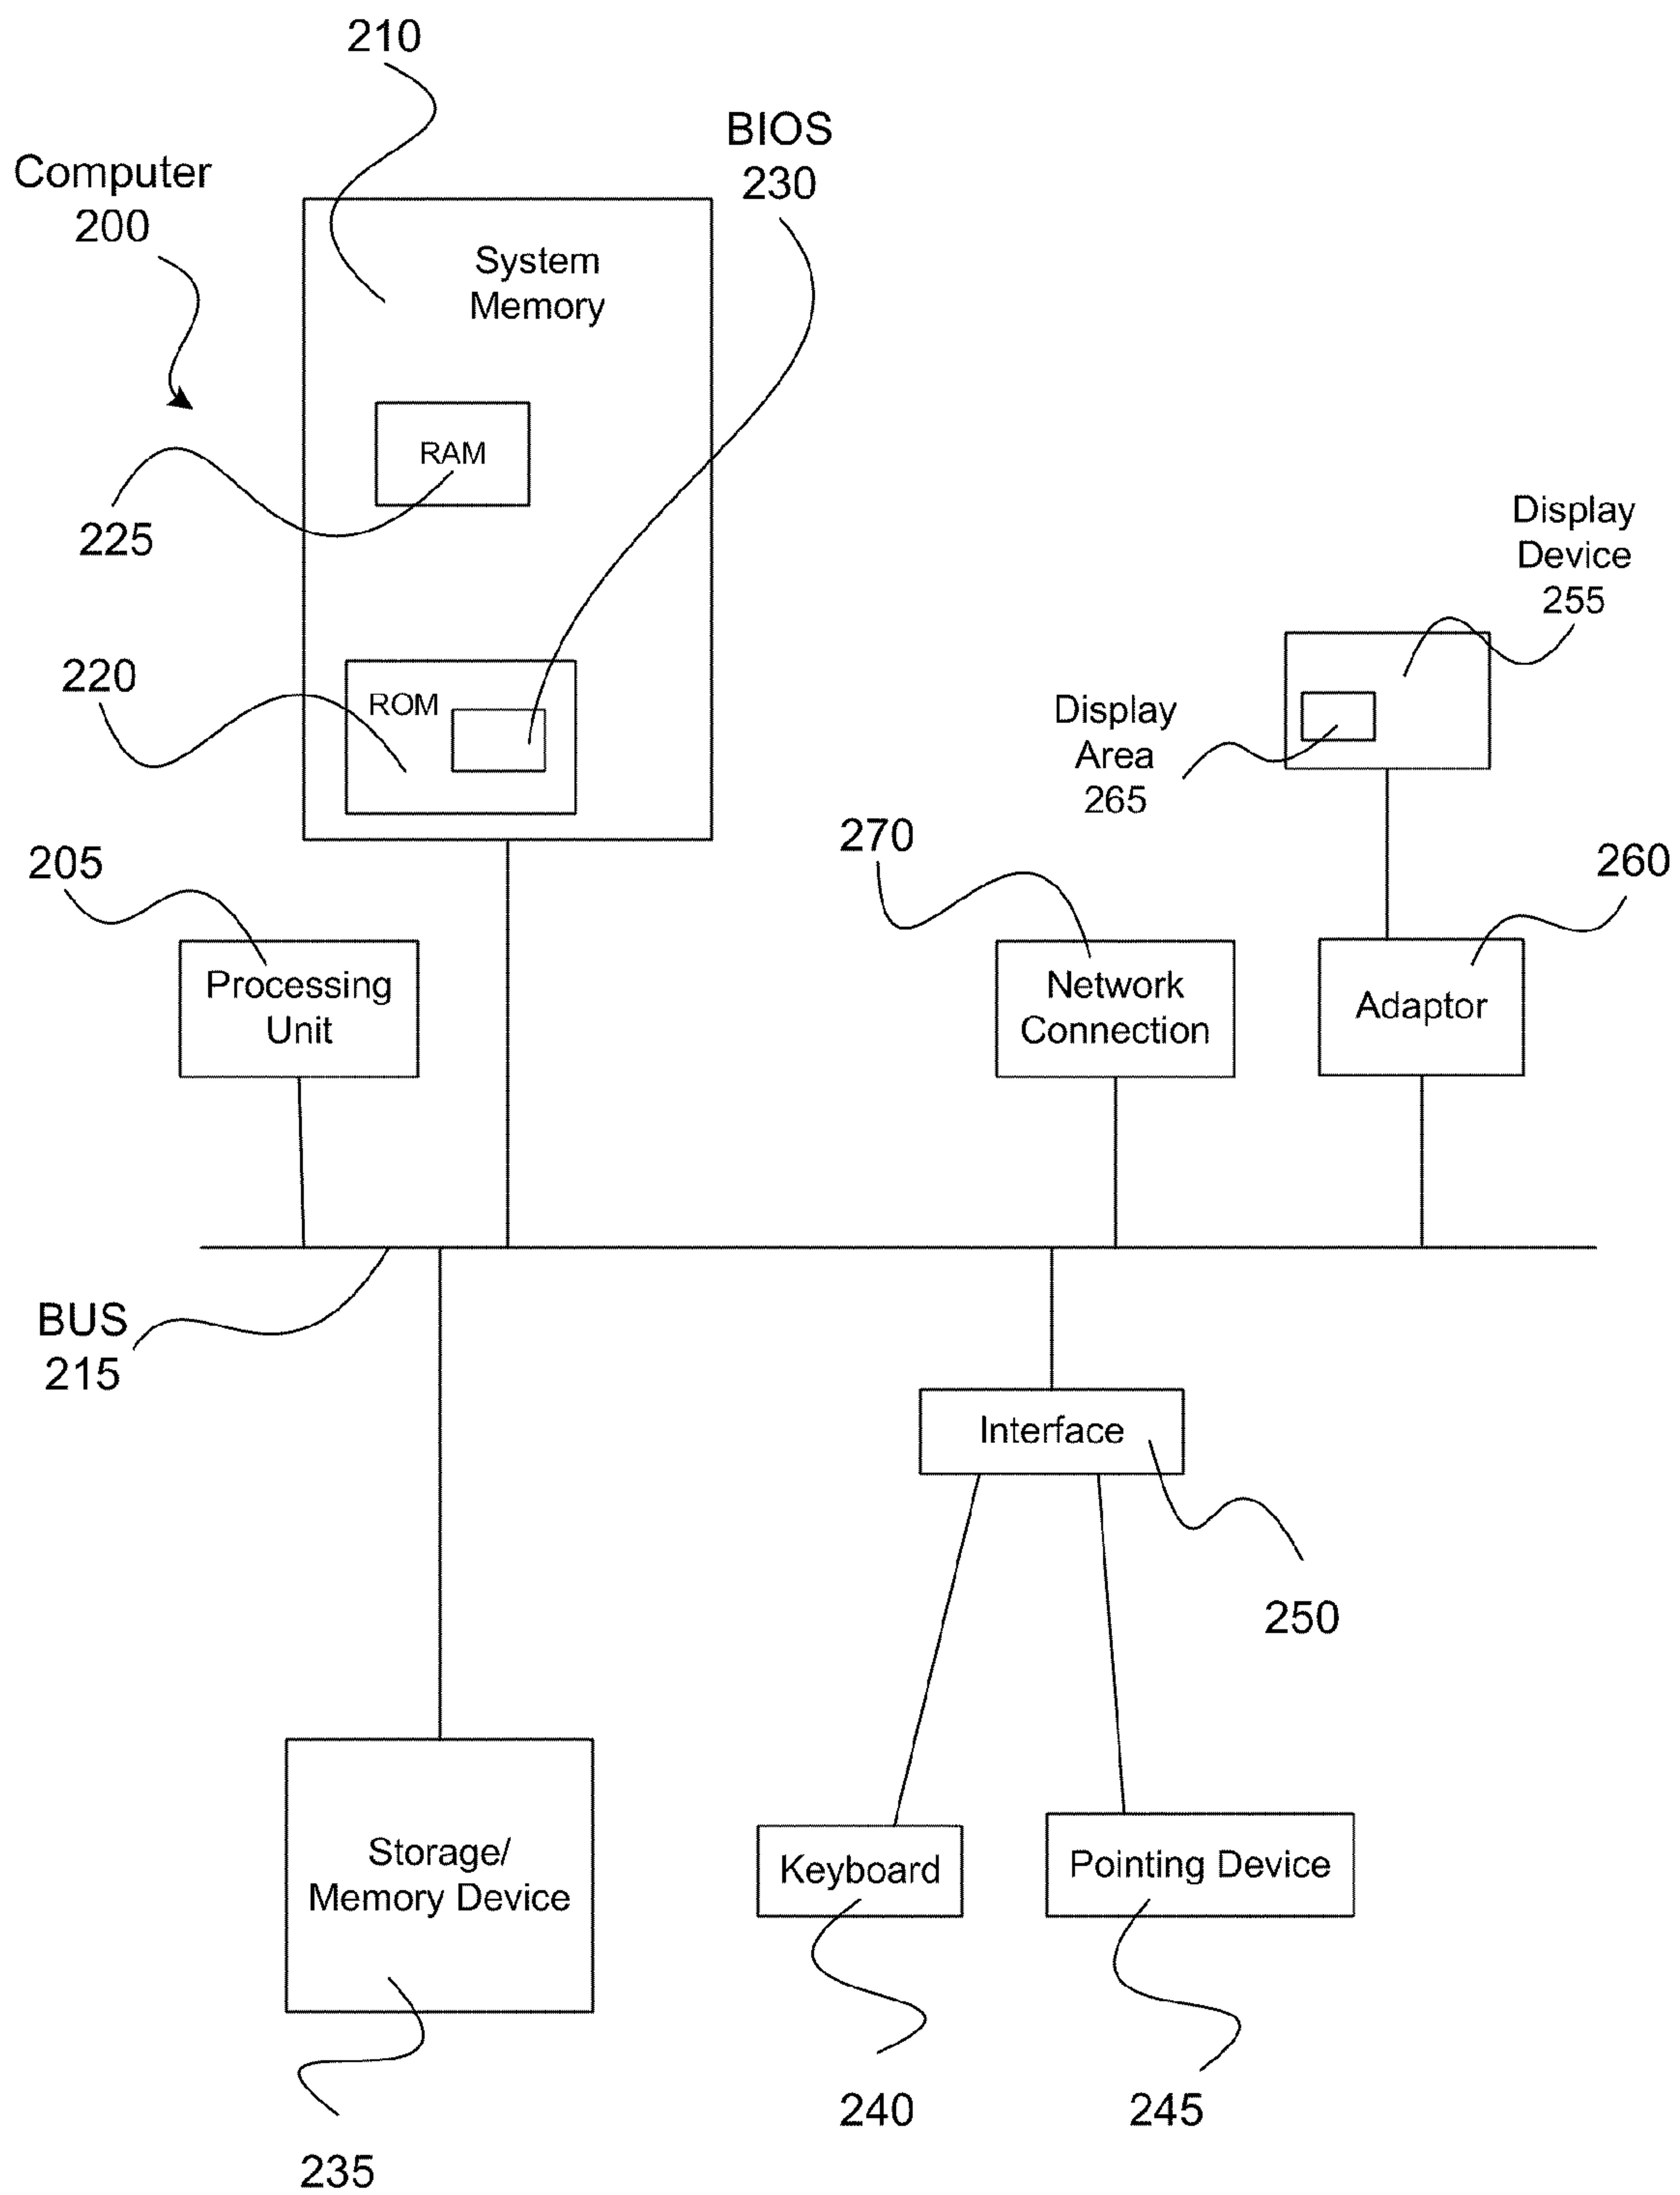 210
BIOS
230
Computer
200
System
Memory
RAM
225
Display
Device
255
220
ROM
Display
Area
265
270
260
205
Processing
Unit
Network
Connection
Adaptor
BUS
215
Interface
250
Storage/
Memory Device
Keyboard
Pointing Device
240
245
235